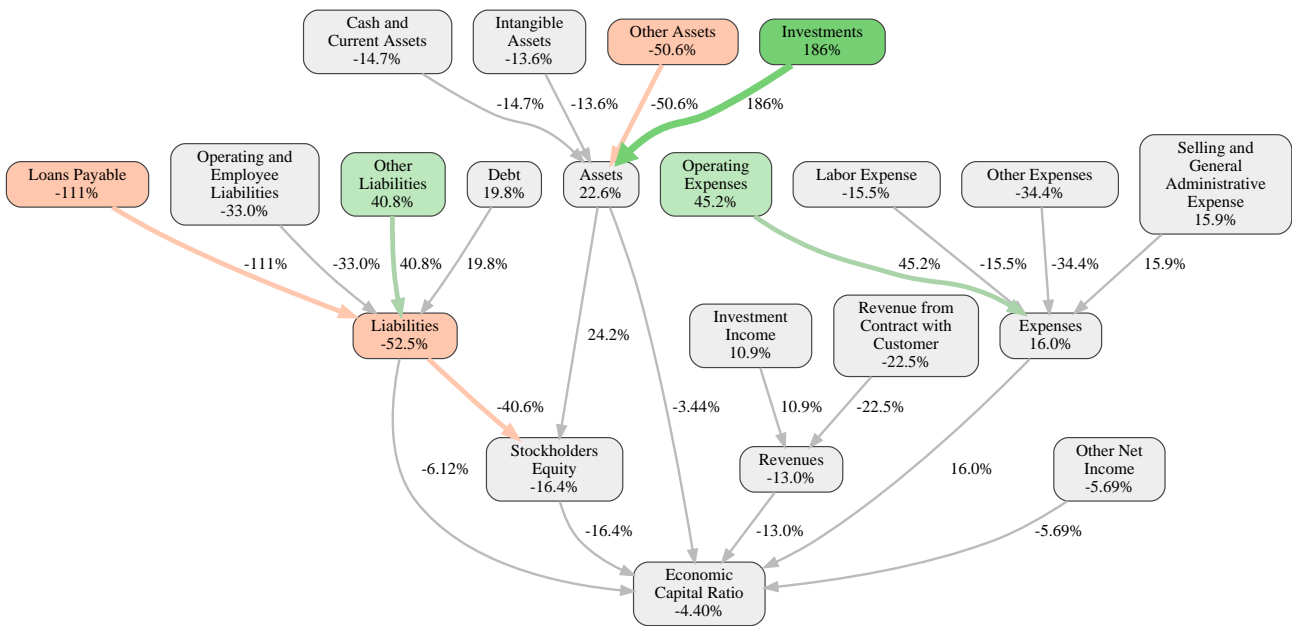 Cash and
Current Assets
-14.7%
Intangible
Assets
-13.6%
Other Assets
-50.6%
Investments
186%
-14.7%
-13.6%
-50.6%
186%
Loans Payable
-111%
Operating and
Employee
Liabilities
-33.0%
Other
Liabilities
40.8%
Debt
19.8%
Assets
22.6%
Operating
Expenses
45.2%
Labor Expense
-15.5%
Other Expenses
-34.4%
Selling and
General
Administrative
Expense
15.9%
-111%
-33.0%
40.8%
19.8%
45.2%
-15.5%
-34.4%
15.9%
Liabilities
-52.5%
24.2%
Investment
Income
10.9%
Revenue from
Contract with
Customer
-22.5%
Expenses
16.0%
-40.6%
-3.44%
10.9%
-22.5%
-6.12%
Stockholders
Equity
-16.4%
Revenues
-13.0%
16.0%
Other Net
Income
-5.69%
-16.4%
-13.0%
-5.69%
Economic
Capital Ratio
-4.40%